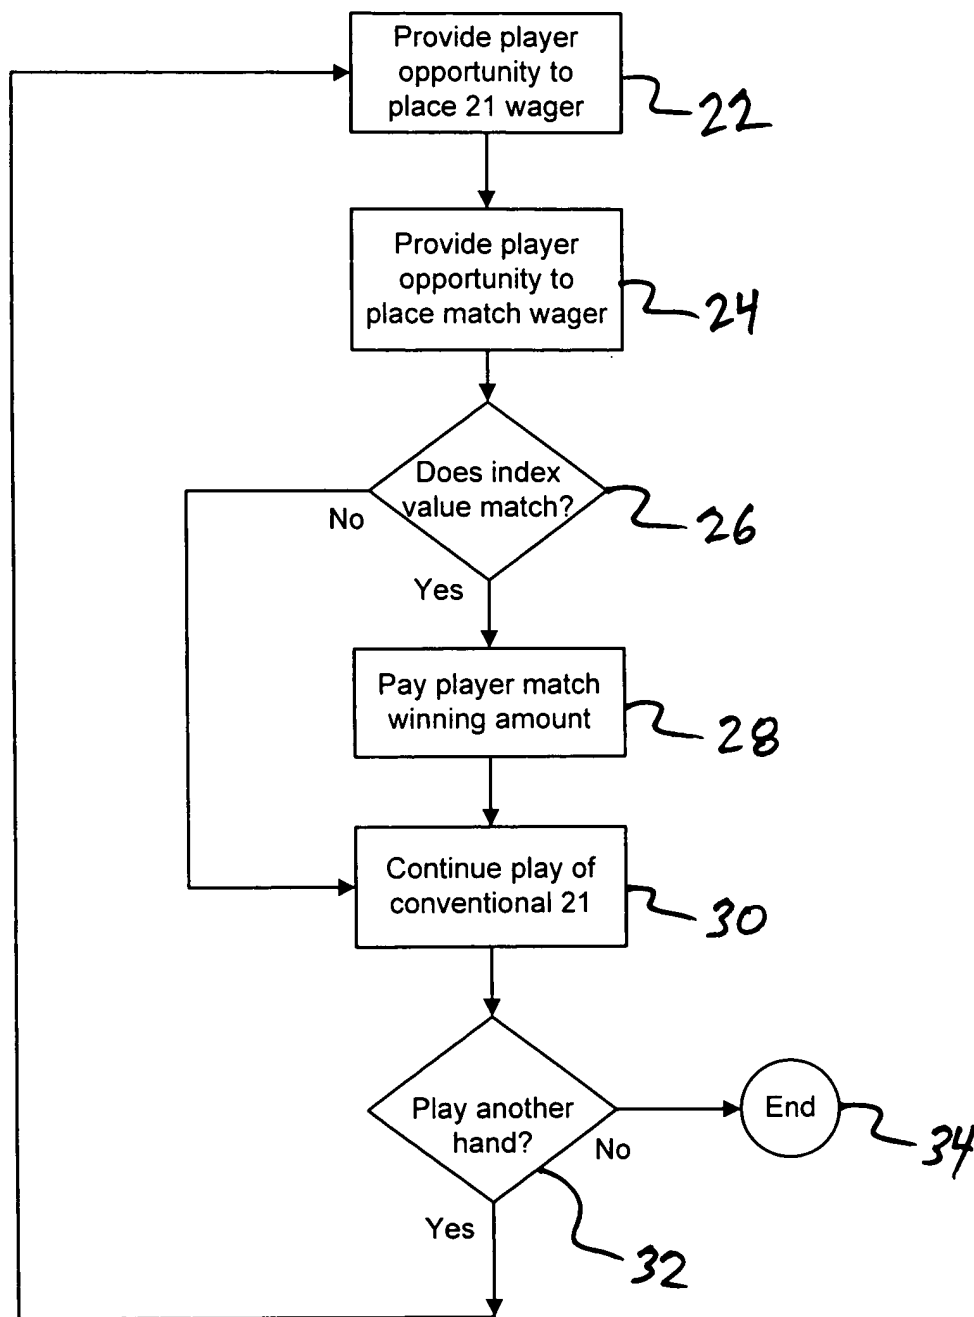 Provide player
opportunity to
place 21 wager
22
Provide player
opportunity to
place match wager
24
Does index
value match?
26
No
Yes
Pay player match
winning amount
28
Continue play of
conventional 21
30
Play another
hand?
No
End
34
Yes
32